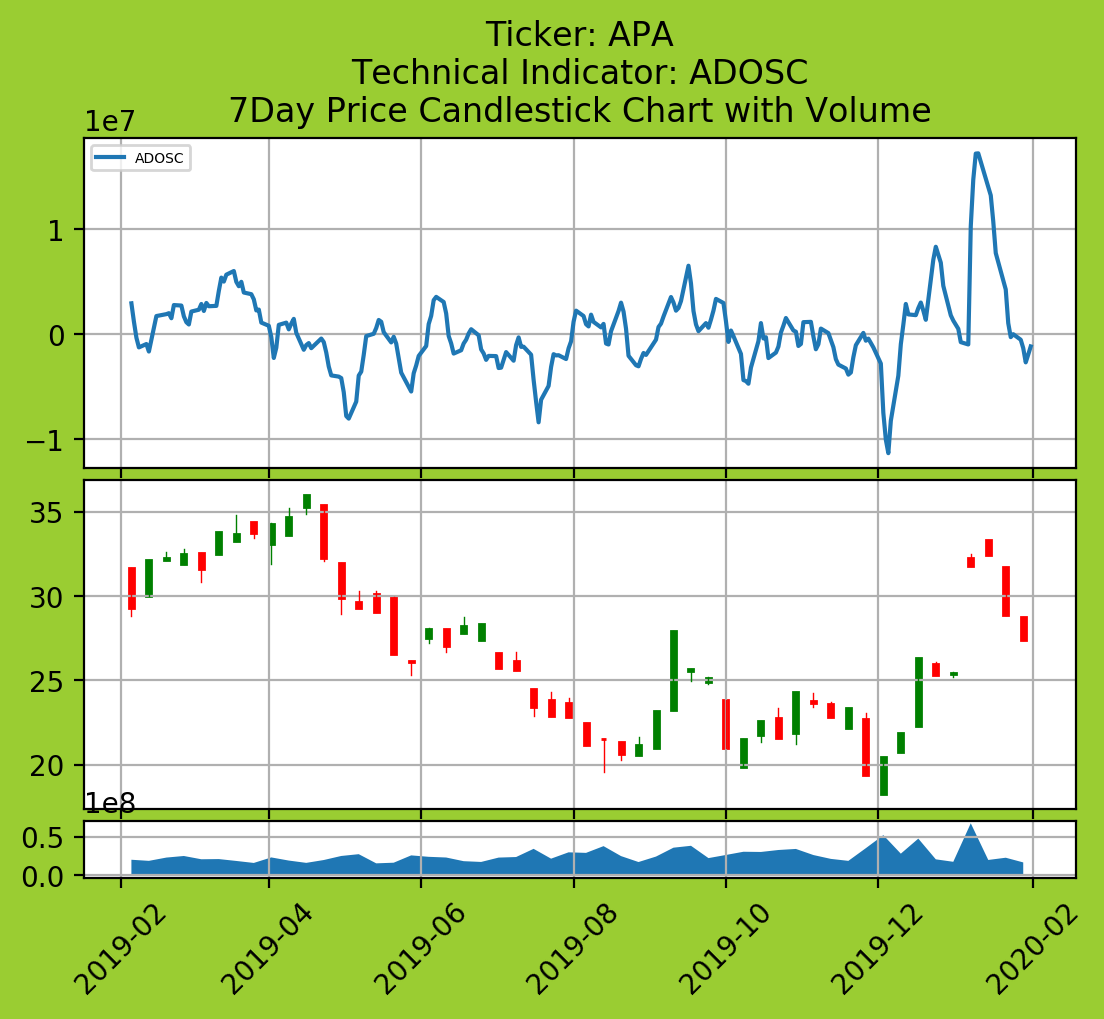 Ticker: APA
Technical Indicator: ADOSC
7Day Price Candlestick Chart with Volume
1e7
ADOSC
1
0
−1
35
30
25
20
1e8
0.5
0.0
2019-02
2019-04
2019-06
2019-08
2019-10
2019-12
2020-02